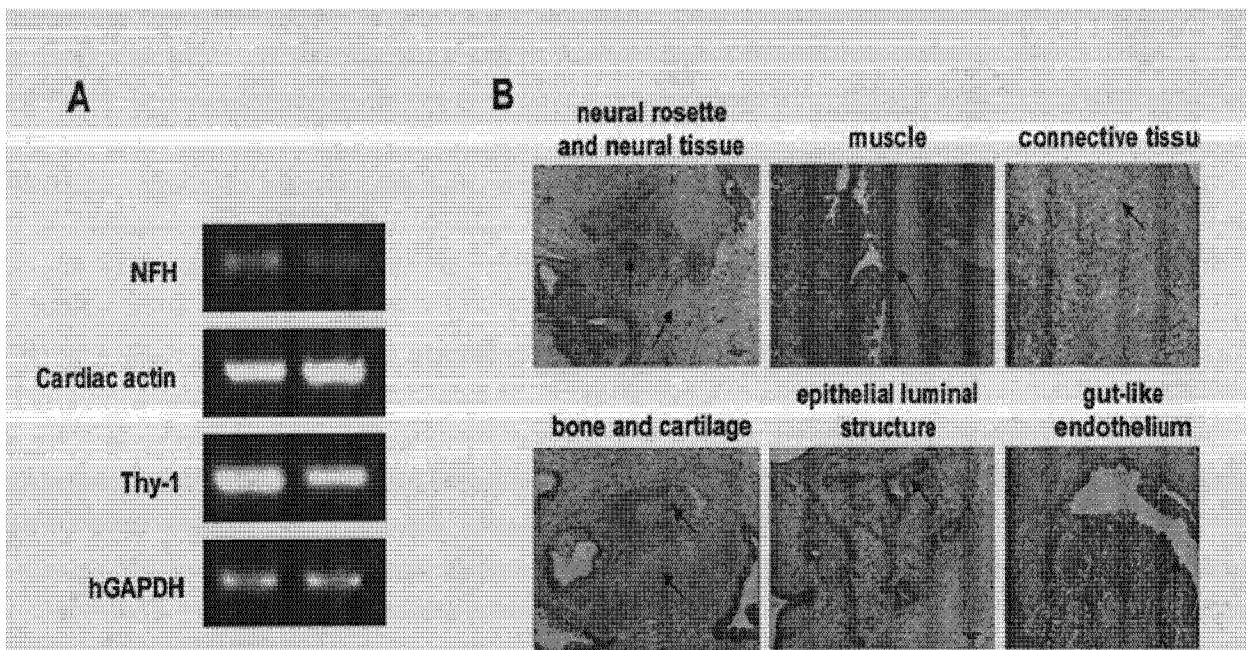 A
NFH
Cardiac actin
Thy-1
hGAPDH
B
neural rosette
and neural tissue
muscle
connective tissu
bone and cartilage
epithelial luminal
structure
gut-like
endothelium